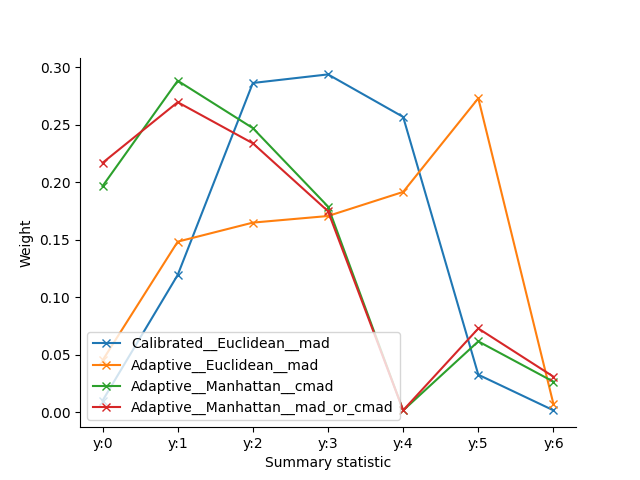 0.30
0.25
0.20
0.15
0.10
0.05
0.00
Weight
Calibrated__Euclidean__mad
Adaptive__Euclidean__mad
Adaptive__Manhattan__cmad
Adaptive__Manhattan__mad_or_cmad
y:0 y:1 y:2 y:3 y:4 y:5 y:6
Summary statistic